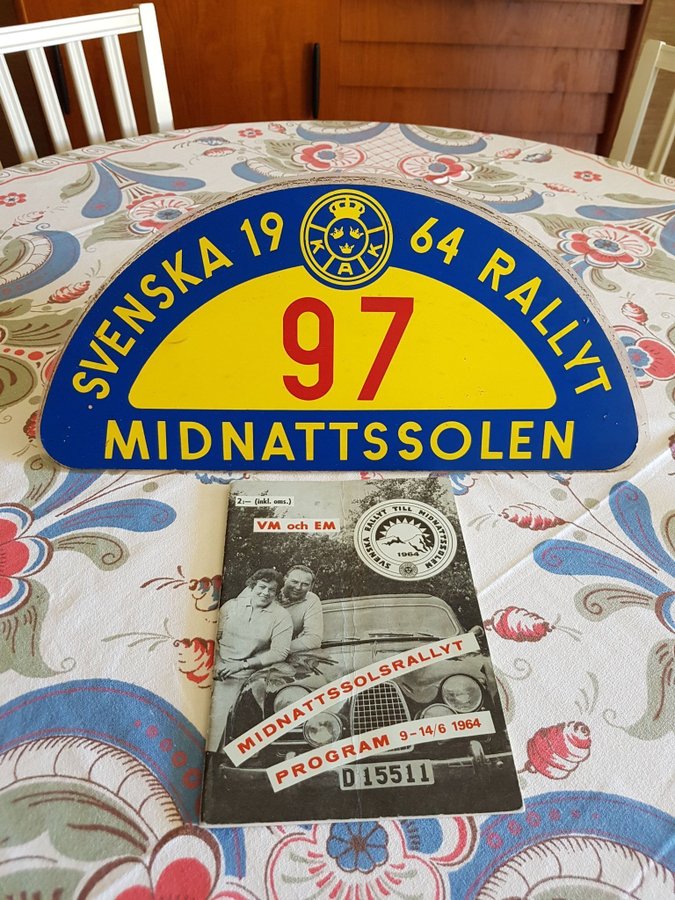 SVENSKA 19 64 RALLYT
KAK
97
MIDNATTSSOLEN
2:— (inkl. oms.)
VM och EM
SVENSKA RALLYT TILL MIDNATTSSOLEN
1964
MIDNATTSSOLSRALLYT
PROGRAM 9–14/6 1964
D 15511